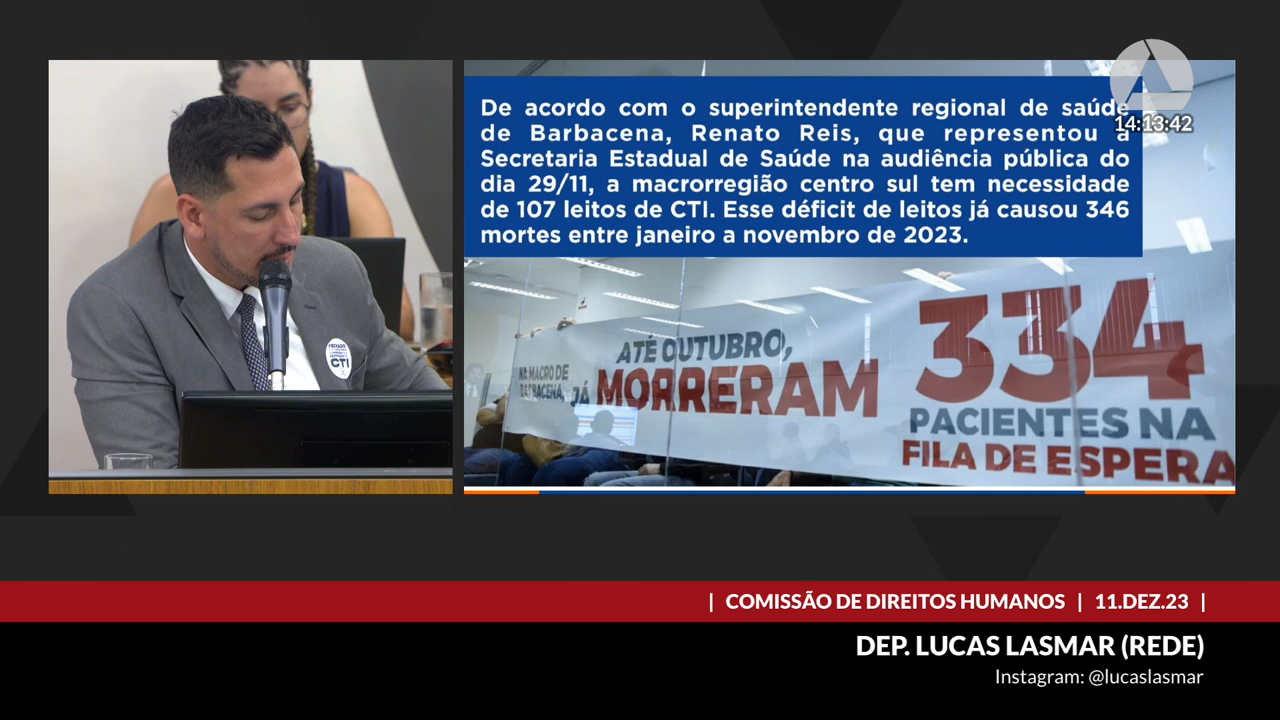 De acordo com o superintendente regional de saúde
de Barbacena, Renato Reis, que representou a
Secretaria Estadual de Saúde na audiência pública do
dia 29/11, a macrorregião centro sul tem necessidade
de 107 leitos de CTI. Esse déficit de leitos já causou 346
mortes entre janeiro a novembro de 2023.
14:13:42
NA MACRO DE
BARBACENA,
ATÉ OUTUBRO,
JÁ MORRERAM
334
PACIENTES NA
FILA DE ESPERA
CTI
| COMISSÃO DE DIREITOS HUMANOS | 11.DEZ.23 |
DEP. LUCAS LASMAR (REDE)
Instagram: @lucaslasmar